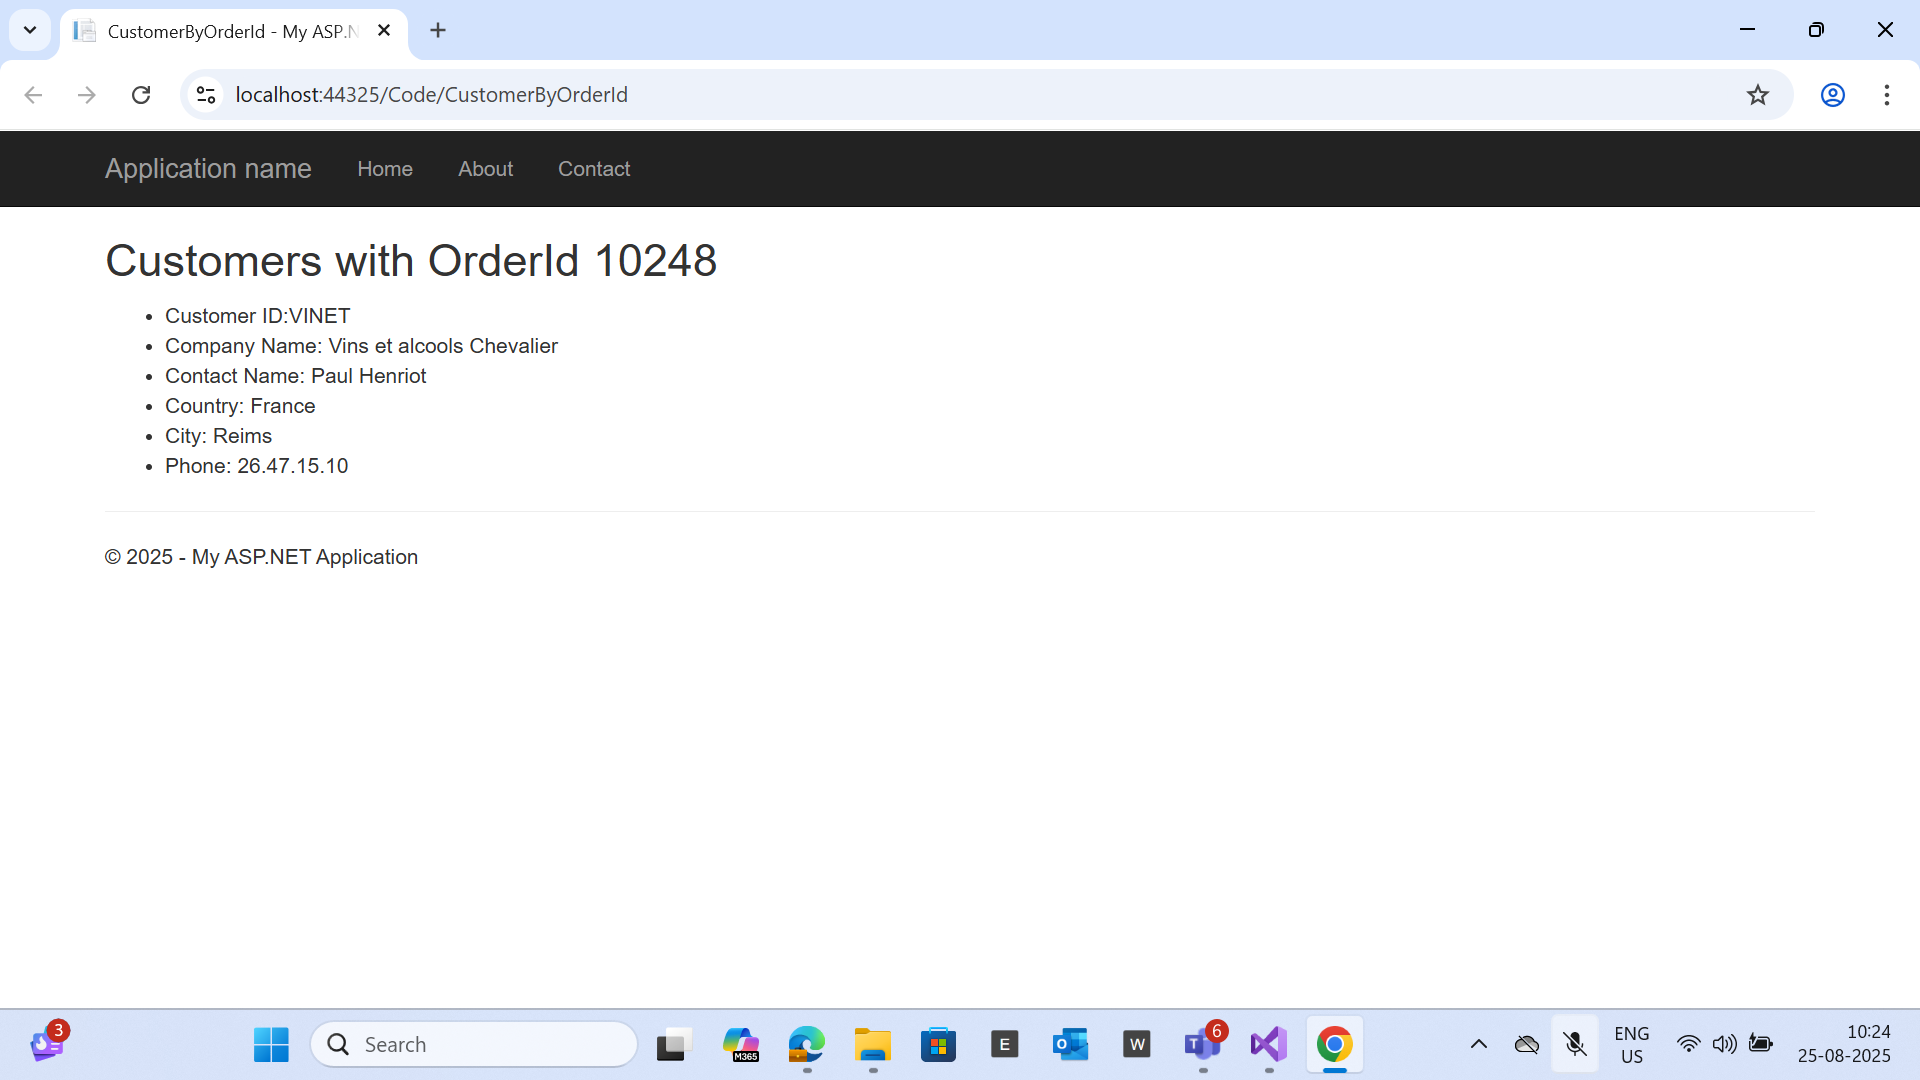 CustomerByOrderId - My ASP.N
localhost:44325/Code/CustomerByOrderId
Application name Home About Contact
Customers with OrderId 10248
Customer ID:VINET
Company Name: Vins et alcools Chevalier
Contact Name: Paul Henriot
Country: France
City: Reims
Phone: 26.47.15.10
© 2025 - My ASP.NET Application
3
Search
M365
E
O
W
T
6
ENG
US
10:24
25-08-2025